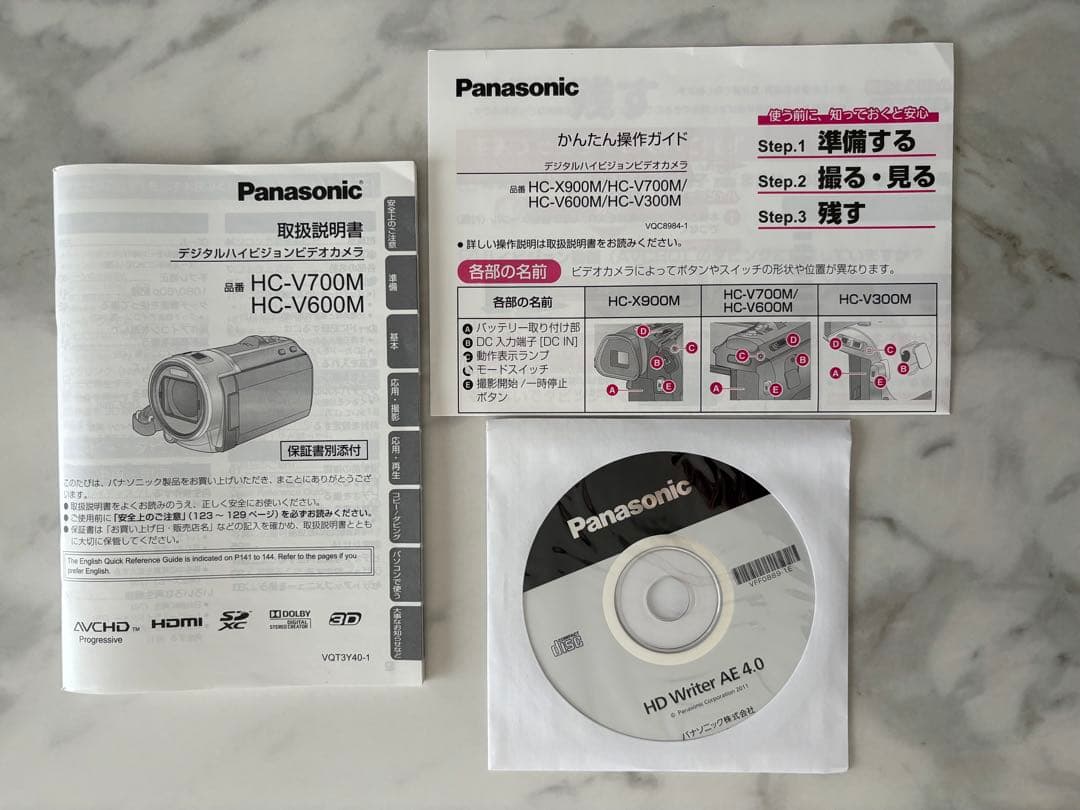 Panasonic
取扱説明書
デジタルハイビジョンビデオカメラ
品番 HC-V700M
HC-V600M
保証書別添付
このたびは、パナソニック製品をお買い上げいただき、まことにありがとうござ
います。
● 取扱説明書をよくお読みのうえ、正しく安全にお使いください。
● ご使用前に「安全上のご注意」(123 ～ 129 ページ) を必ずお読みください。
● 保証書は「お買い上げ日・販売店名」などの記入を確かめ、取扱説明書ととも
に大切に保管してください。
The English Quick Reference Guide is indicated on P141 to 144. Refer to the pages if you
prefer English.
AVCHD TM
Progressive
HDMI
SD
XC
DOLBY
DIGITAL
STEREO CREATOR
3D
VQT3Y40-1
安全上のご注意
準備
基本
応用・撮影
応用・再生
コピー/ダビング
パソコンで使う
大事なお知らせなど
Panasonic
かんたん操作ガイド
デジタルハイビジョンビデオカメラ
品番 HC-X900M/HC-V700M/
HC-V600M/HC-V300M
VQC8984-1
● 詳しい操作説明は取扱説明書をお読みください。
使う前に、知っておくと安心
Step.1 準備する
Step.2 撮る・見る
Step.3 残す
各部の名前 ビデオカメラによってボタンやスイッチの形状や位置が異なります。
各部の名前 HC-X900M HC-V700M/ HC-V300M
HC-V600M
A バッテリー取り付け部
B DC 入力端子 [DC IN]
C 動作表示ランプ
モードスイッチ
E 撮影開始 / 一時停止
ボタン
D C B E A
D C B A E
D C B A E
Panasonic
VFF0889-1E
COMPACT
disc
HD Writer AE 4.0
© Panasonic Corporation 2011
パナソニック株式会社